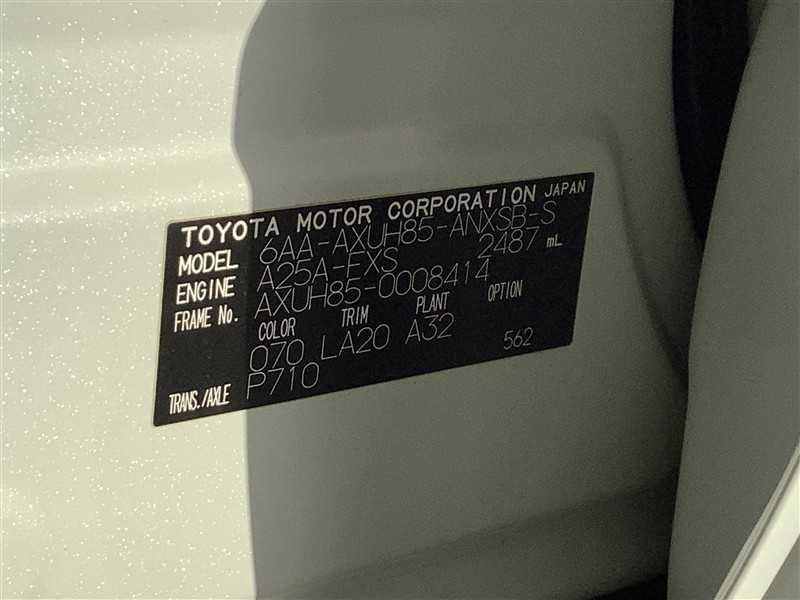 TOYOTA MOTOR CORPORATION JAPAN
MODEL 6AA-AXUH85-ANXSB-S
ENGINE A25A-FXS 2487 mL
FRAME No. AXUH85-0008414
COLOR TRIM PLANT OPTION
070 LA20 A32 562
TRANS./AXLE P710